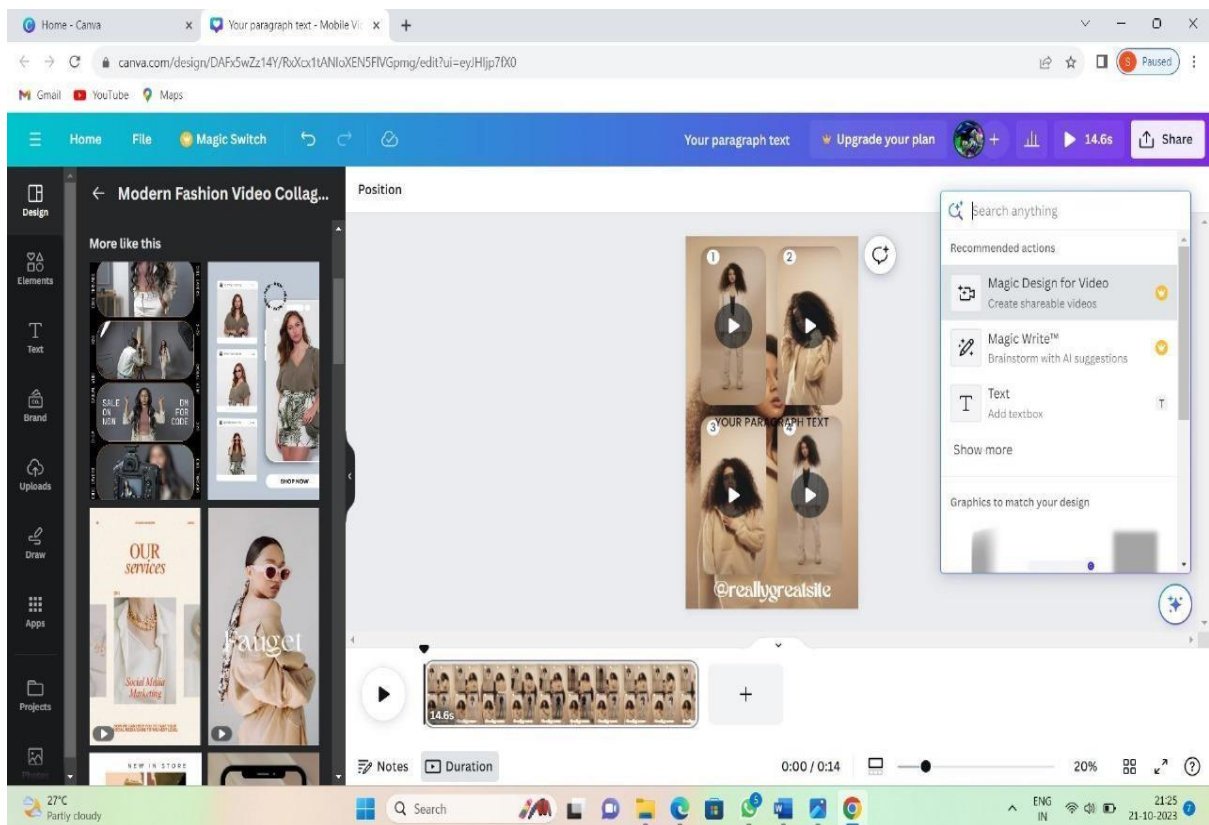 Home - Canva
Your paragraph text - Mobile Vi
canva.com/design/DAFx5wZz14Y/RxXcx1tANIoXEN5FlVGpmg/edit?ui=eyJHIjp7fX0
S Paused
Gmail YouTube Maps
Home File Magic Switch
Your paragraph text Upgrade your plan 14.6s Share
Design
Elements
Text
Brand
Uploads
Draw
Apps
Projects
Photos
Modern Fashion Video Collag...
More like this
SALE ON NOW
DM FOR CODE
SHOP NOW
OUR
services
Social Media
Marketing
Fauget
NEW IN STORE
Position
1 2
3 4
YOUR PARAGRAPH TEXT
@reallygreatsite
Search anything
Recommended actions
Magic Design for Video
Create shareable videos
Magic Write™
Brainstorm with AI suggestions
Text
Add textbox
T
Show more
Graphics to match your design
14.6s
Notes Duration 0:00 / 0:14 20%
27°C
Partly cloudy
Search
ENG
IN
21:25
21-10-2023